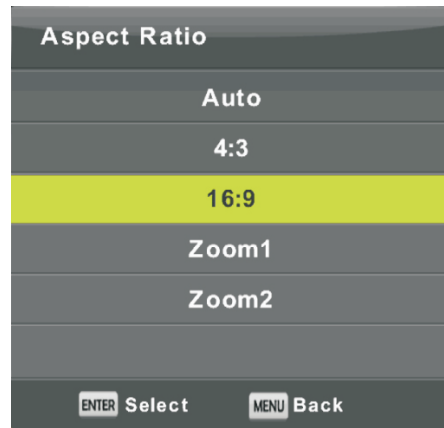 Aspect Ratio
Auto
4:3
16:9
Zoom1
Zoom2
ENTER Select MENU Back